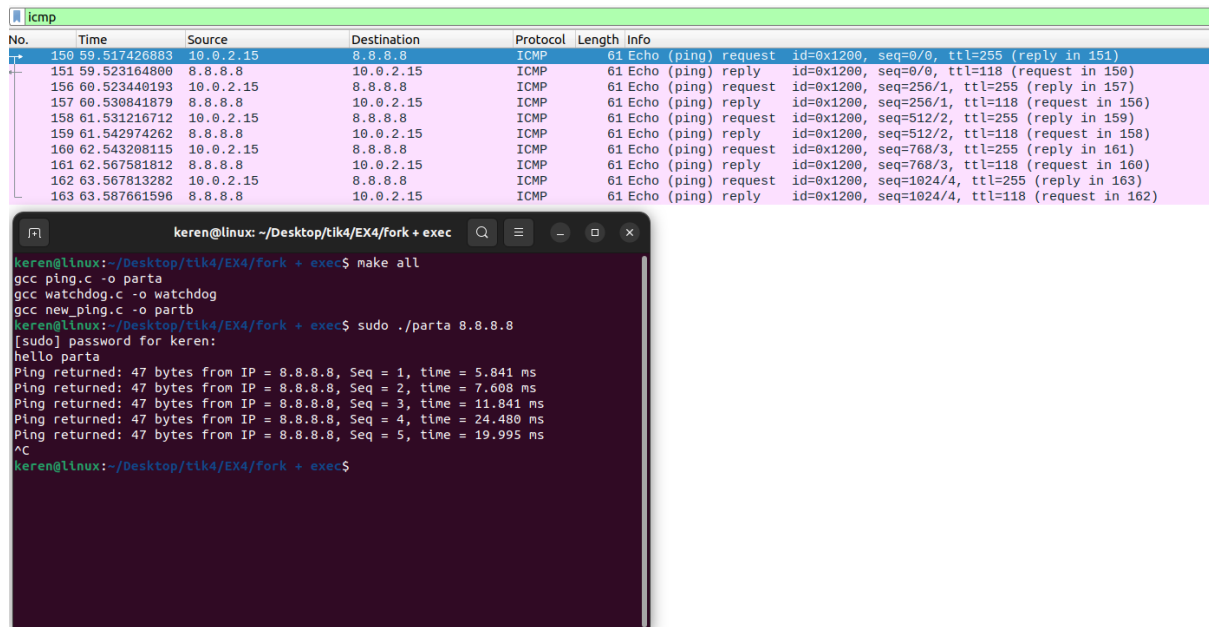 icmp
No. Time Source Destination Protocol Length Info
150 59.517426883 10.0.2.15 8.8.8.8 ICMP 61 Echo (ping) request id=0x1200, seq=0/0, ttl=255 (reply in 151)
151 59.523164800 8.8.8.8 10.0.2.15 ICMP 61 Echo (ping) reply id=0x1200, seq=0/0, ttl=118 (request in 150)
156 60.523440193 10.0.2.15 8.8.8.8 ICMP 61 Echo (ping) request id=0x1200, seq=256/1, ttl=255 (reply in 157)
157 60.530841879 8.8.8.8 10.0.2.15 ICMP 61 Echo (ping) reply id=0x1200, seq=256/1, ttl=118 (request in 156)
158 61.531216712 10.0.2.15 8.8.8.8 ICMP 61 Echo (ping) request id=0x1200, seq=512/2, ttl=255 (reply in 159)
159 61.542974262 8.8.8.8 10.0.2.15 ICMP 61 Echo (ping) reply id=0x1200, seq=512/2, ttl=118 (request in 158)
160 62.543208115 10.0.2.15 8.8.8.8 ICMP 61 Echo (ping) request id=0x1200, seq=768/3, ttl=255 (reply in 161)
161 62.567581812 8.8.8.8 10.0.2.15 ICMP 61 Echo (ping) reply id=0x1200, seq=768/3, ttl=118 (request in 160)
162 63.567813282 10.0.2.15 8.8.8.8 ICMP 61 Echo (ping) request id=0x1200, seq=1024/4, ttl=255 (reply in 163)
163 63.587661596 8.8.8.8 10.0.2.15 ICMP 61 Echo (ping) reply id=0x1200, seq=1024/4, ttl=118 (request in 162)
keren@linux: ~/Desktop/tik4/EX4/fork + exec
keren@linux:~/Desktop/tik4/EX4/fork + exec$ make all
gcc ping.c -o parta
gcc watchdog.c -o watchdog
gcc new_ping.c -o partb
keren@linux:~/Desktop/tik4/EX4/fork + exec$ sudo ./parta 8.8.8.8
[sudo] password for keren:
hello parta
Ping returned: 47 bytes from IP = 8.8.8.8, Seq = 1, time = 5.841 ms
Ping returned: 47 bytes from IP = 8.8.8.8, Seq = 2, time = 7.608 ms
Ping returned: 47 bytes from IP = 8.8.8.8, Seq = 3, time = 11.841 ms
Ping returned: 47 bytes from IP = 8.8.8.8, Seq = 4, time = 24.480 ms
Ping returned: 47 bytes from IP = 8.8.8.8, Seq = 5, time = 19.995 ms
^C
keren@linux:~/Desktop/tik4/EX4/fork + exec$